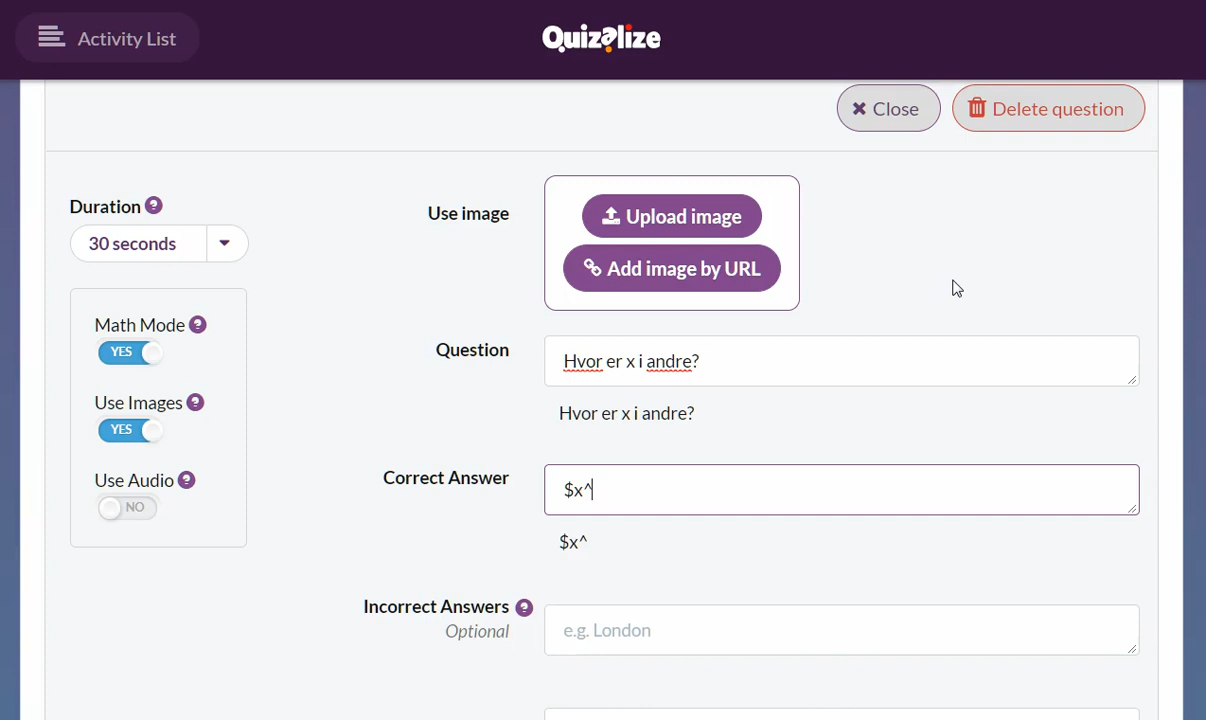 Activity List
Quizalize
Close
Delete question
Duration ?
30 seconds
Use image
Upload image
Add image by URL
Math Mode ?
YES
Question
Hvor er x i andre?
Hvor er x i andre?
Use Images ?
YES
Use Audio ?
NO
Correct Answer
$x^
$x^
Incorrect Answers ?
Optional
e.g. London